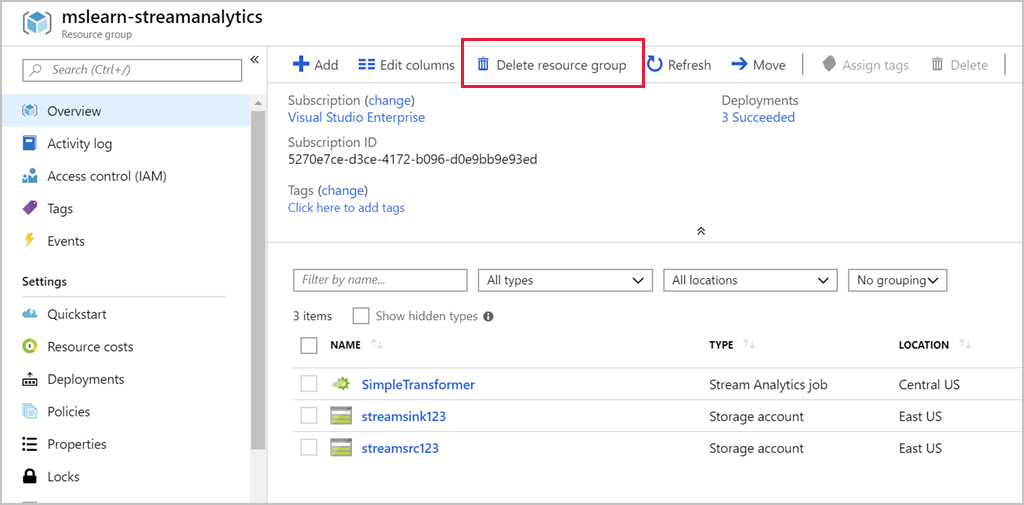 mslearn-streamanalytics
Resource group
Search (Ctrl+/)
«
Overview
Activity log
Access control (IAM)
Tags
Events
Settings
Quickstart
Resource costs
Deployments
Policies
Properties
Locks
Add Edit columns Delete resource group Refresh Move Assign tags Delete
Subscription (change)
Visual Studio Enterprise
Deployments
3 Succeeded
Subscription ID
5270e7ce-d3ce-4172-b096-d0e9bb9e93ed
Tags (change)
Click here to add tags
Filter by name... All types All locations No grouping
3 items Show hidden types
NAME TYPE LOCATION
SimpleTransformer Stream Analytics job Central US
streamsink123 Storage account East US
streamsrc123 Storage account East US